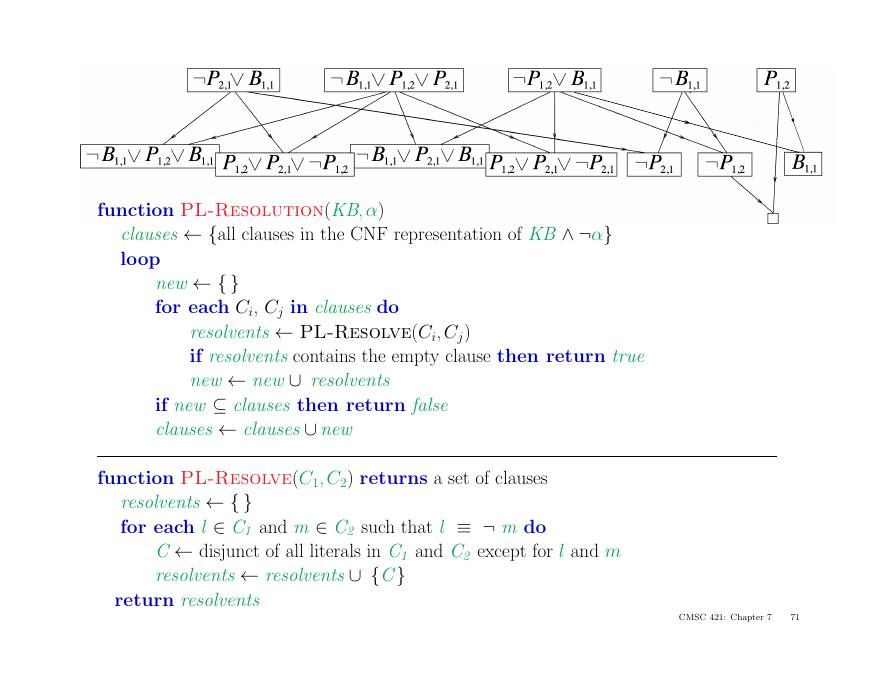 ¬P2,1∨ B1,1 ¬B1,1∨ P1,2∨ P2,1 ¬P1,2∨ B1,1 ¬B1,1 P1,2
¬B1,1∨ P1,2∨ B1,1 P1,2∨ P2,1∨ ¬P1,2 ¬B1,1∨ P2,1∨ B1,1 P1,2∨ P2,1∨ ¬P2,1 ¬P2,1 ¬P1,2 B1,1
function PL-RESOLUTION(KB, α)
clauses ← {all clauses in the CNF representation of KB ∧ ¬α}
loop
new ← { }
for each Ci, Cj in clauses do
resolvents ← PL-RESOLVE(Ci, Cj)
if resolvents contains the empty clause then return true
new ← new ∪ resolvents
if new ⊆ clauses then return false
clauses ← clauses ∪ new
function PL-RESOLVE(C1, C2) returns a set of clauses
resolvents ← { }
for each l ∈ C1 and m ∈ C2 such that l ≡ ¬ m do
C ← disjunct of all literals in C1 and C2 except for l and m
resolvents ← resolvents ∪ {C}
return resolvents
CMSC 421: Chapter 7 71